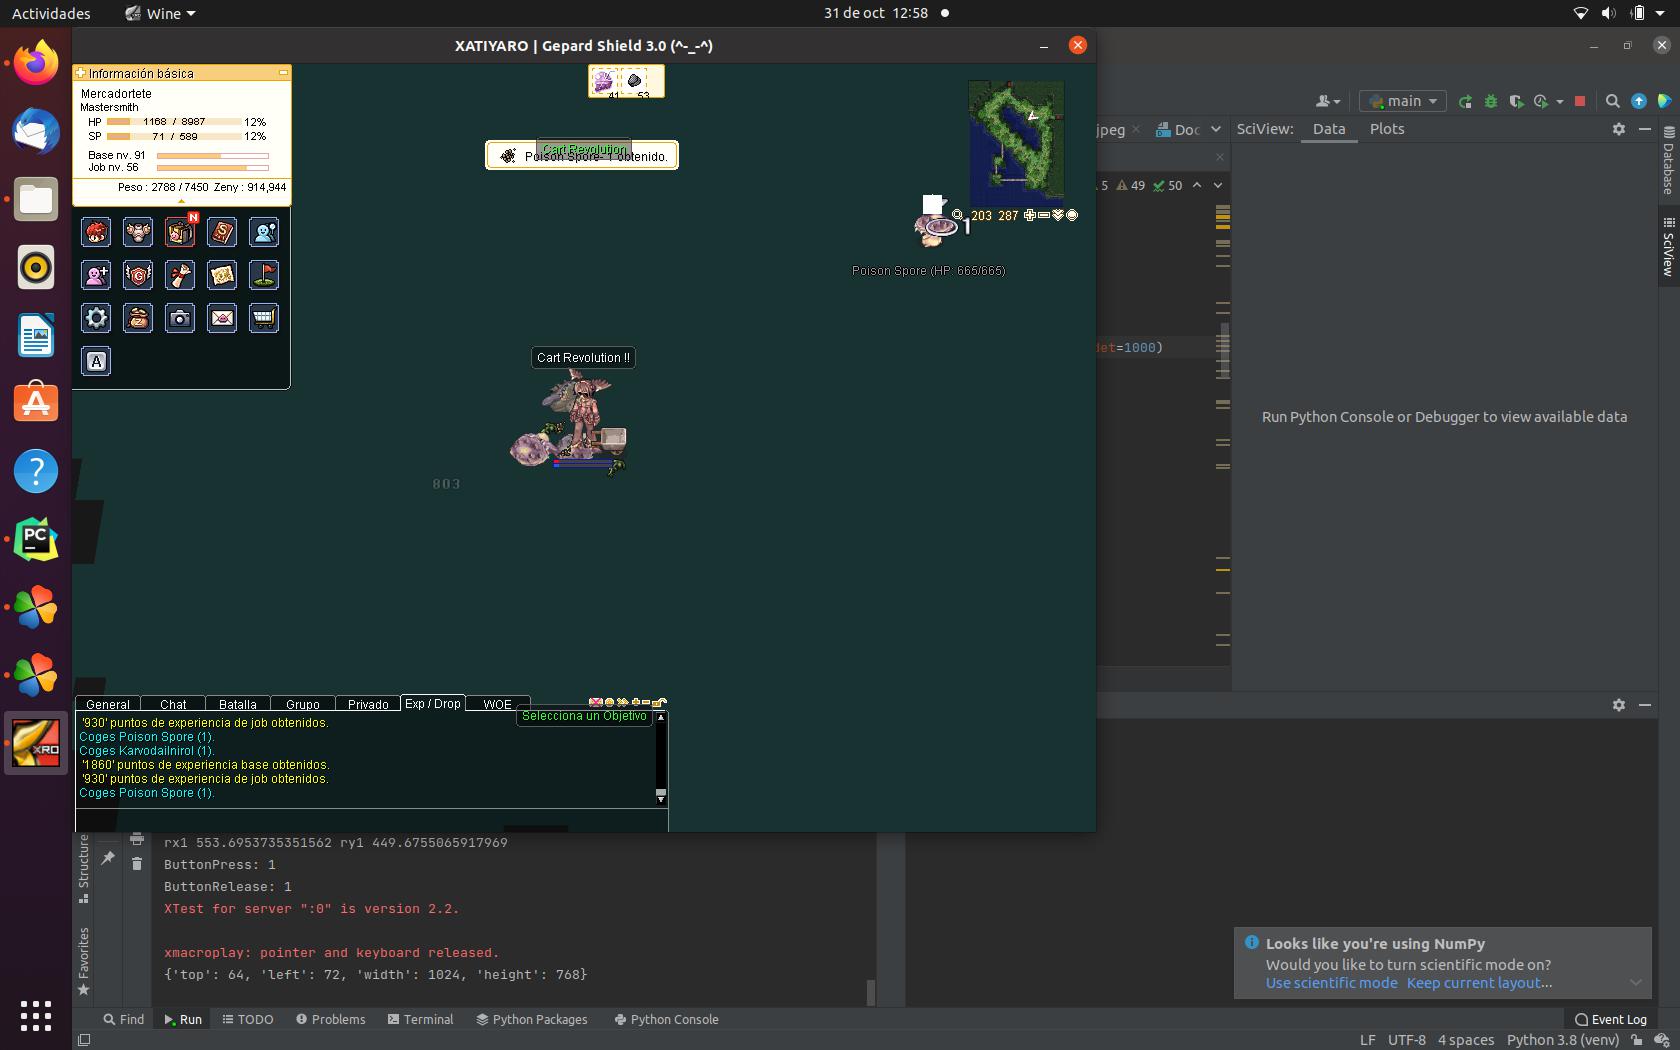 Actividades
Wine
31 de oct 12:58
XATIYARO | Gepard Shield 3.0 (^-_-^)
Información básica
Mercadortete
Mastersmith
HP 1168 / 8987 12%
SP 71 / 589 12%
Base nv. 91
Job nv. 56
Peso : 2788 / 7450 Zeny : 914,944
N
A
41 53
Cart Revolution
Poison Spore- 1 obtenido.
203 287
1
Poison Spore (HP: 665/665)
Cart Revolution !!
803
General
Chat
Batalla
Grupo
Privado
Exp / Drop
WOE
Selecciona un Objetivo
'930' puntos de experiencia de job obtenidos.
Coges Poison Spore (1).
Coges Karvodailnirol (1).
'1860' puntos de experiencia base obtenidos.
'930' puntos de experiencia de job obtenidos.
Coges Poison Spore (1).
main
jpeg
Doc
SciView:
Data
Plots
5 49 50
det=1000)
Run Python Console or Debugger to view available data
Database
SciView
PC
XRO
Structure
Favorites
rx1 553.6953735351562 ry1 449.6755065917969
ButtonPress: 1
ButtonRelease: 1
XTest for server ":0" is version 2.2.
xmacroplay: pointer and keyboard released.
{'top': 64, 'left': 72, 'width': 1024, 'height': 768}
Looks like you're using NumPy
Would you like to turn scientific mode on?
Use scientific mode Keep current layout...
Find
Run
TODO
Problems
Terminal
Python Packages
Python Console
Event Log
LF UTF-8 4 spaces Python 3.8 (venv)